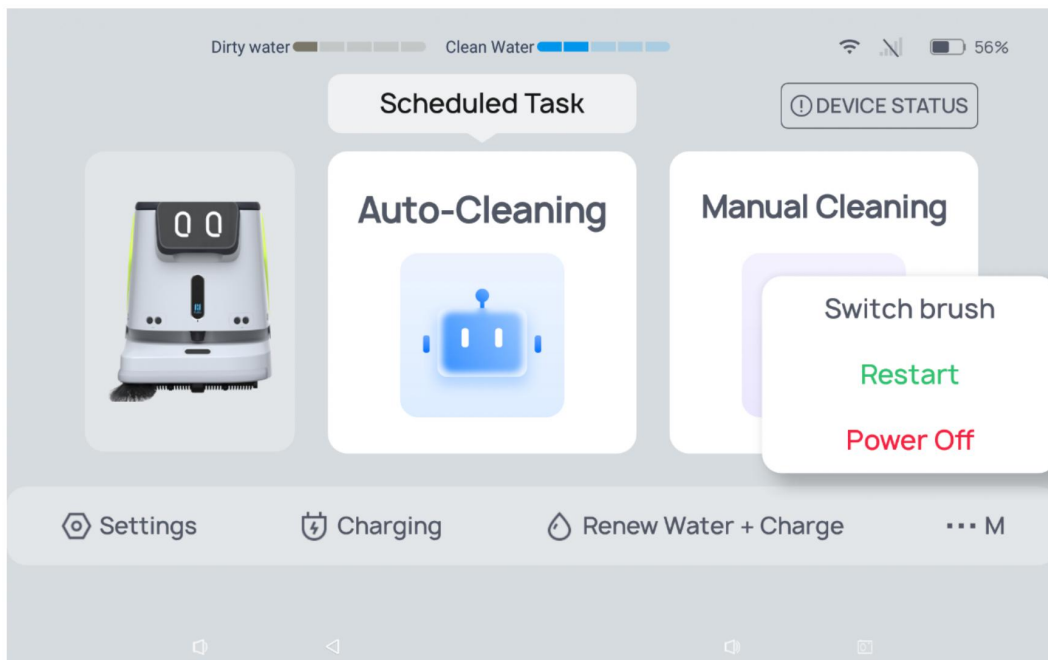 Dirty water
Clean Water
56%
Scheduled Task
DEVICE STATUS
Auto-Cleaning
Manual Cleaning
Switch brush
Restart
Power Off
Settings
Charging
Renew Water + Charge
••• M